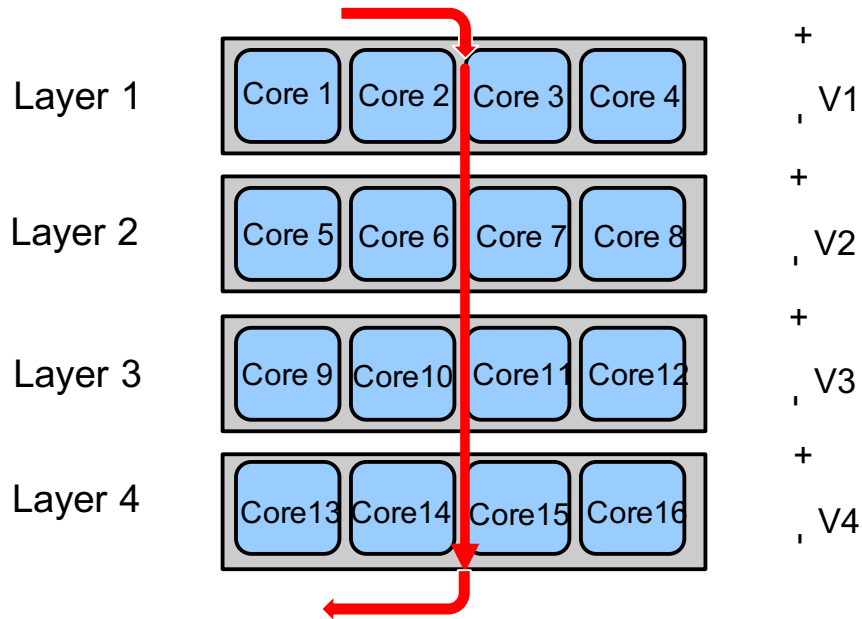 +
Layer 1 Core 1 Core 2 Core 3 Core 4 - V1
+
Layer 2 Core 5 Core 6 Core 7 Core 8 - V2
+
Layer 3 Core 9 Core10 Core11 Core12 - V3
+
Layer 4 Core13 Core14 Core15 Core16 - V4